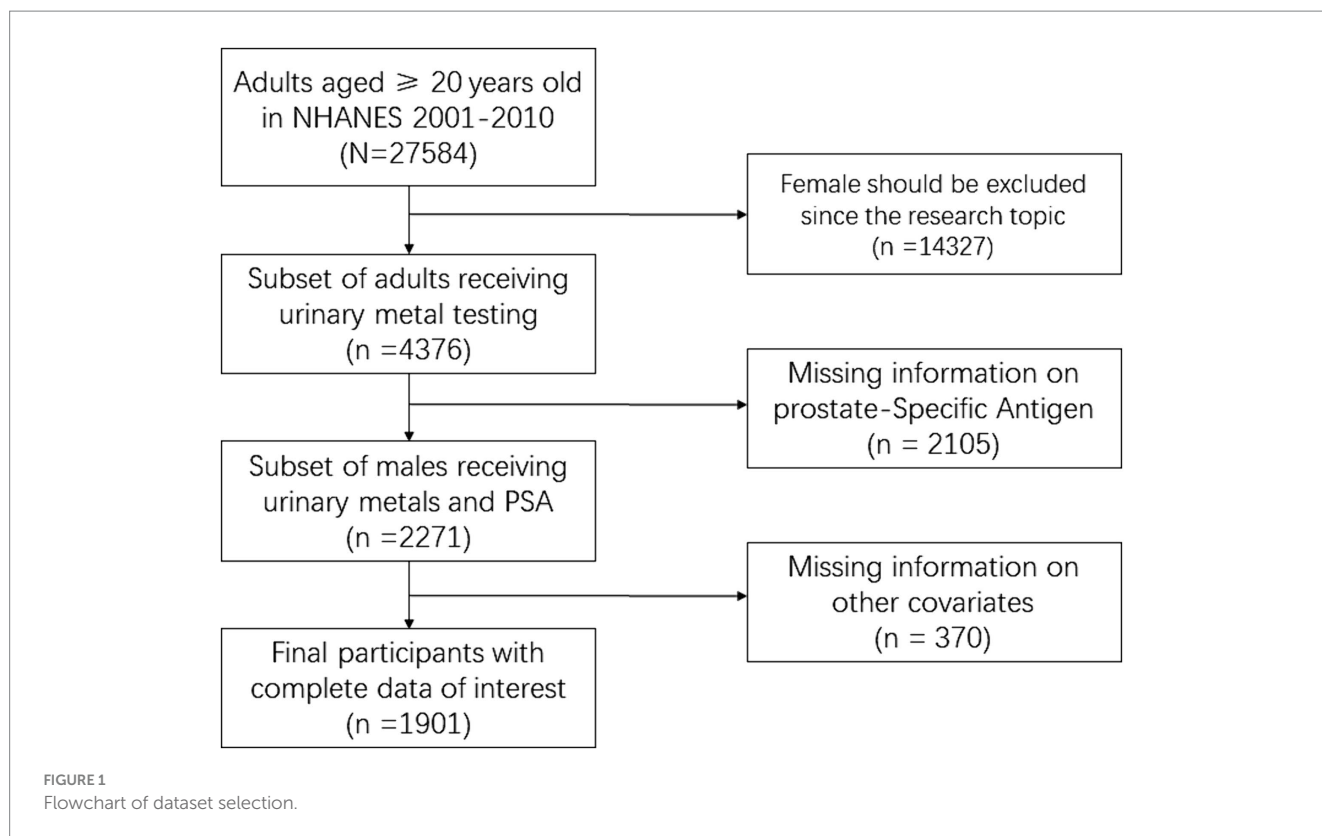 Adults aged ⩾ 20 years old
in NHANES 2001-2010
(N=27584)
Female should be excluded
since the research topic
(n =14327)
Subset of adults receiving
urinary metal testing
(n =4376)
Missing information on
prostate-Specific Antigen
(n = 2105)
Subset of males receiving
urinary metals and PSA
(n =2271)
Missing information on
other covariates
(n = 370)
Final participants with
complete data of interest
(n =1901)
FIGURE 1
Flowchart of dataset selection.